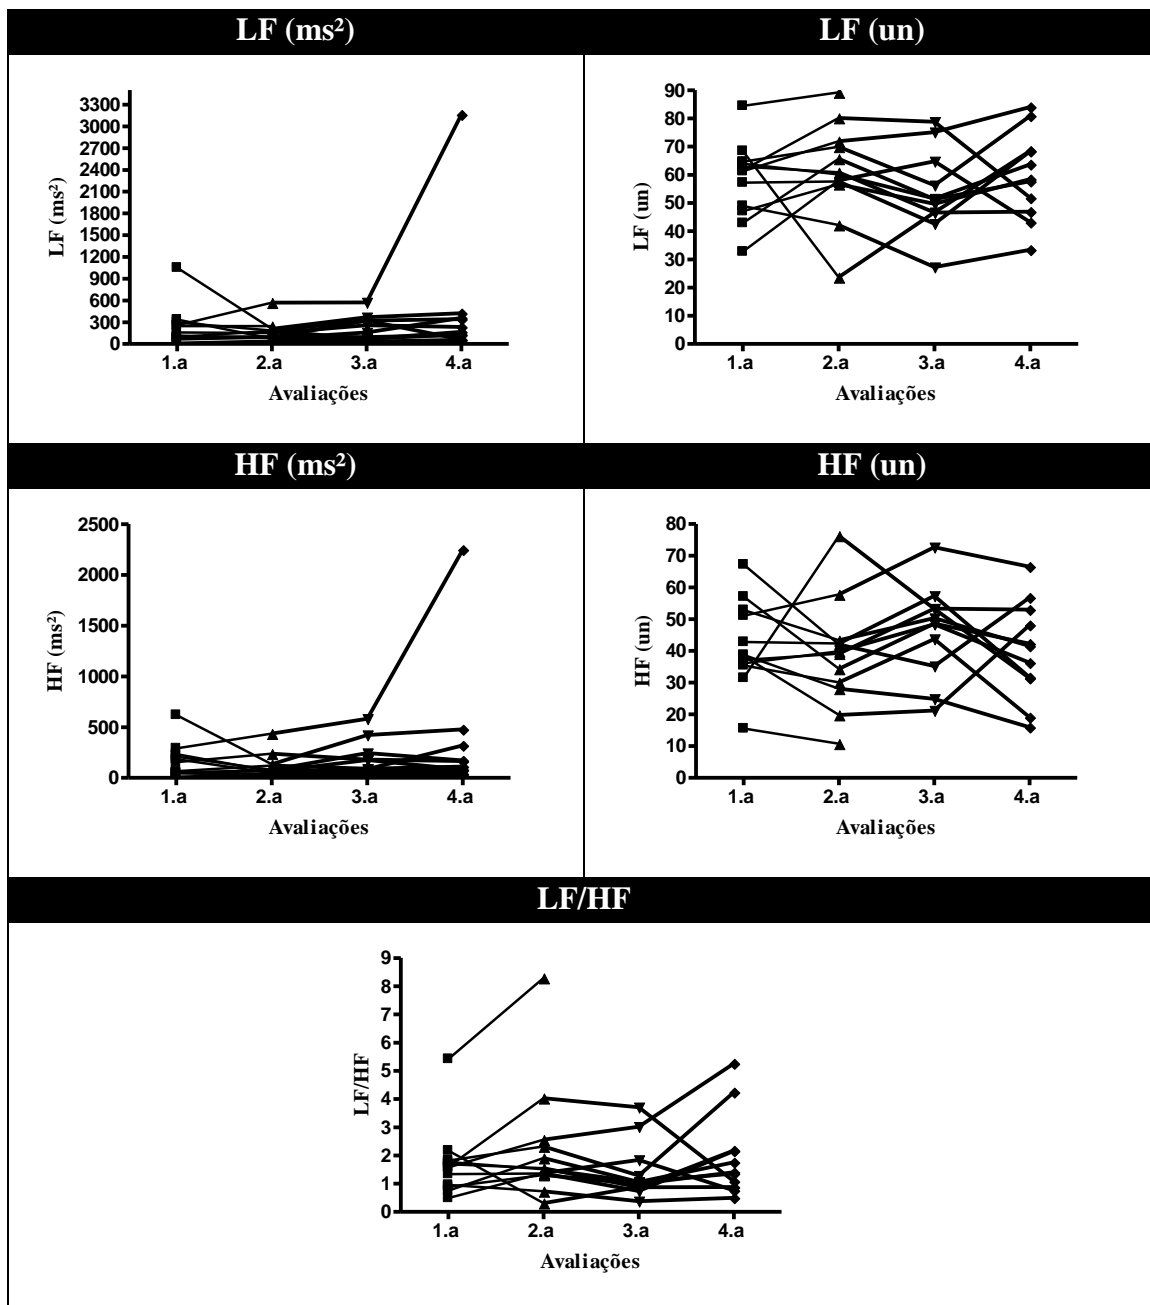 LF (ms²)
LF (un)
LF (ms²)
3300
3000
2700
2400
2100
1800
1500
1200
900
600
300
0
1.a 2.a 3.a 4.a
Avaliações
LF (un)
90
80
70
60
50
40
30
20
10
0
1.a 2.a 3.a 4.a
Avaliações
HF (ms²)
HF (un)
HF (ms²)
2500
2000
1500
1000
500
0
1.a 2.a 3.a 4.a
Avaliações
HF (un)
80
70
60
50
40
30
20
10
0
1.a 2.a 3.a 4.a
Avaliações
LF/HF
LF/HF
9
8
7
6
5
4
3
2
1
0
1.a 2.a 3.a 4.a
Avaliações